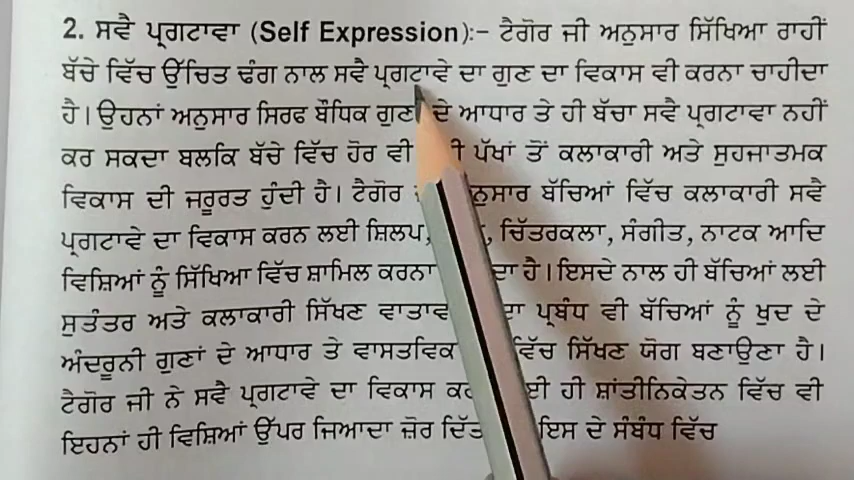 2. ਸਵੈ ਪ੍ਰਗਟਾਵਾ (Self Expression):– ਟੈਗੋਰ ਜੀ ਅਨੁਸਾਰ ਸਿੱਖਿਆ ਰਾਹੀਂ
ਬੱਚੇ ਵਿੱਚ ਉੱਚਿਤ ਢੰਗ ਨਾਲ ਸਵੈ ਪ੍ਰਗਟਾਵੇ ਦਾ ਗੁਣ ਦਾ ਵਿਕਾਸ ਵੀ ਕਰਨਾ ਚਾਹੀਦਾ
ਹੈ। ਉਹਨਾਂ ਅਨੁਸਾਰ ਸਿਰਫ ਬੌਧਿਕ ਦੇ ਆਧਾਰ ਤੇ ਹੀ ਬੱਚਾ ਸਵੈ ਪ੍ਰਗਟਾਵਾ ਨਹੀਂ
ਕਰ ਸਕਦਾ ਬਲਕਿ ਬੱਚੇ ਵਿੱਚ ਹੋਰ ਵੀ ਪੱਖਾਂ ਤੋਂ ਕਲਾਕਾਰੀ ਅਤੇ ਸੁਹਜਾਤਮਕ
ਵਿਕਾਸ ਦੀ ਜਰੂਰਤ ਹੁੰਦੀ ਹੈ। ਟੈਗੋਰ ਬੱਚਿਆਂ ਵਿੱਚ ਕਲਾਕਾਰੀ ਸਵੈ
ਪ੍ਰਗਟਾਵੇ ਦਾ ਵਿਕਾਸ ਕਰਨ ਲਈ ਸ਼ਿਲਪ, ਚਿੱਤਰਕਲਾ, ਸੰਗੀਤ, ਨਾਟਕ ਆਦਿ
ਵਿਸ਼ਿਆਂ ਨੂੰ ਸਿੱਖਿਆ ਵਿੱਚ ਸ਼ਾਮਿਲ ਕਰਨਾ ਹੈ। ਇਸਦੇ ਨਾਲ ਹੀ ਬੱਚਿਆਂ ਲਈ
ਸੁਤੰਤਰ ਅਤੇ ਕਲਾਕਾਰੀ ਸਿੱਖਣ ਦਾ ਪ੍ਰਬੰਧ ਵੀ ਬੱਚਿਆਂ ਨੂੰ ਖੁਦ ਦੇ
ਅੰਦਰੂਨੀ ਗੁਣਾਂ ਦੇ ਆਧਾਰ ਤੇ ਵਾਸਤਵਿਕ ਵਿੱਚ ਸਿੱਖਣ ਯੋਗ ਬਣਾਉਣਾ ਹੈ।
ਟੈਗੋਰ ਜੀ ਨੇ ਸਵੈ ਪ੍ਰਗਟਾਵੇ ਦਾ ਵਿਕਾਸ ਹੀ ਸ਼ਾਂਤੀਨਿਕੇਤਨ ਵਿੱਚ ਵੀ
ਇਹਨਾਂ ਹੀ ਵਿਸ਼ਿਆਂ ਉੱਪਰ ਜਿਆਦਾ ਜ਼ੋਰ ਇਸ ਦੇ ਸੰਬੰਧ ਵਿੱਚ